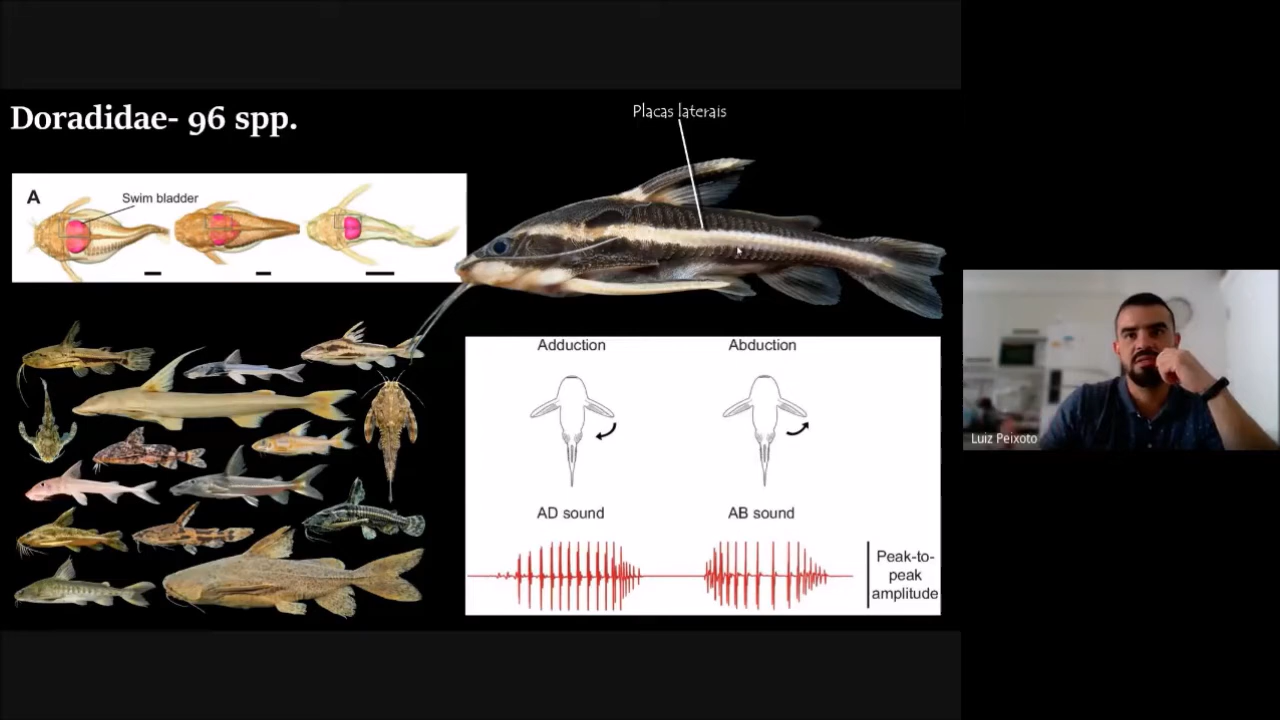 Doradidae- 96 spp.
Placas laterais
A
Swim bladder
Adduction
Abduction
AD sound
AB sound
Peak-to-
peak
amplitude
Luiz Peixoto